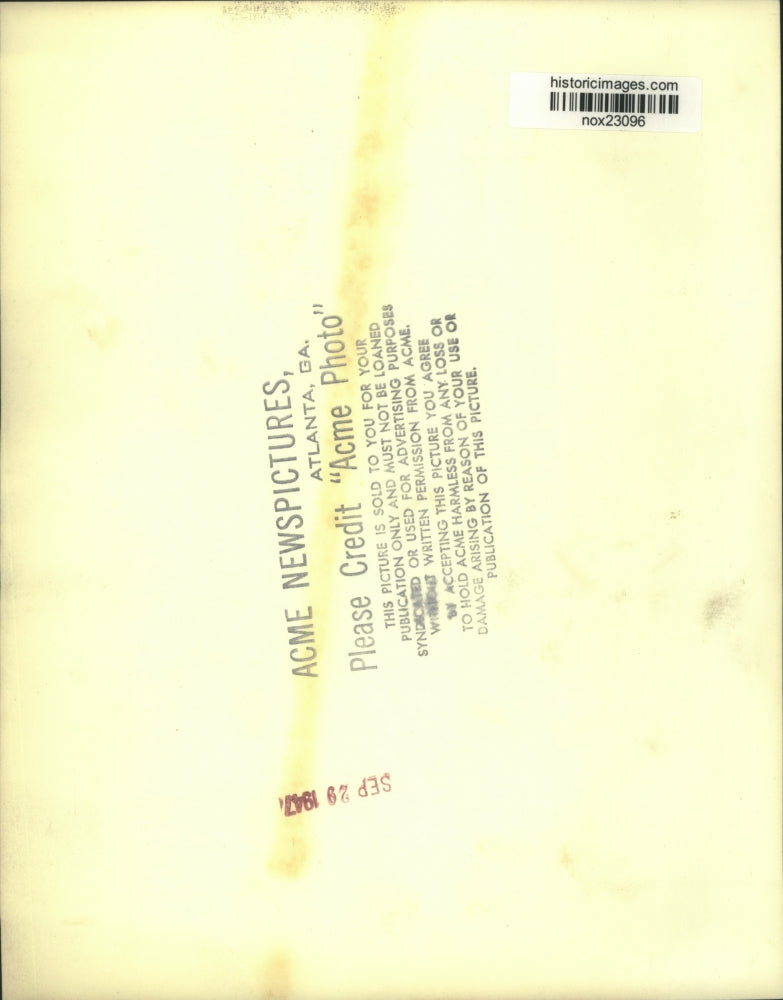 historicimages.com
nox23096
ACME NEWSPICTURES,
ATLANTA, GA.
Please Credit "Acme Photo"
THIS PICTURE IS SOLD TO YOU FOR YOUR
PUBLICATION ONLY AND MUST NOT BE LOANED
SYNDICATED OR USED FOR ADVERTISING PURPOSES
WITHOUT WRITTEN PERMISSION FROM ACME.
BY ACCEPTING THIS PICTURE YOU AGREE
TO HOLD ACME HARMLESS FROM ANY LOSS OR
DAMAGE ARISING BY REASON OF YOUR USE OR
PUBLICATION OF THIS PICTURE.
SEP 29 1947